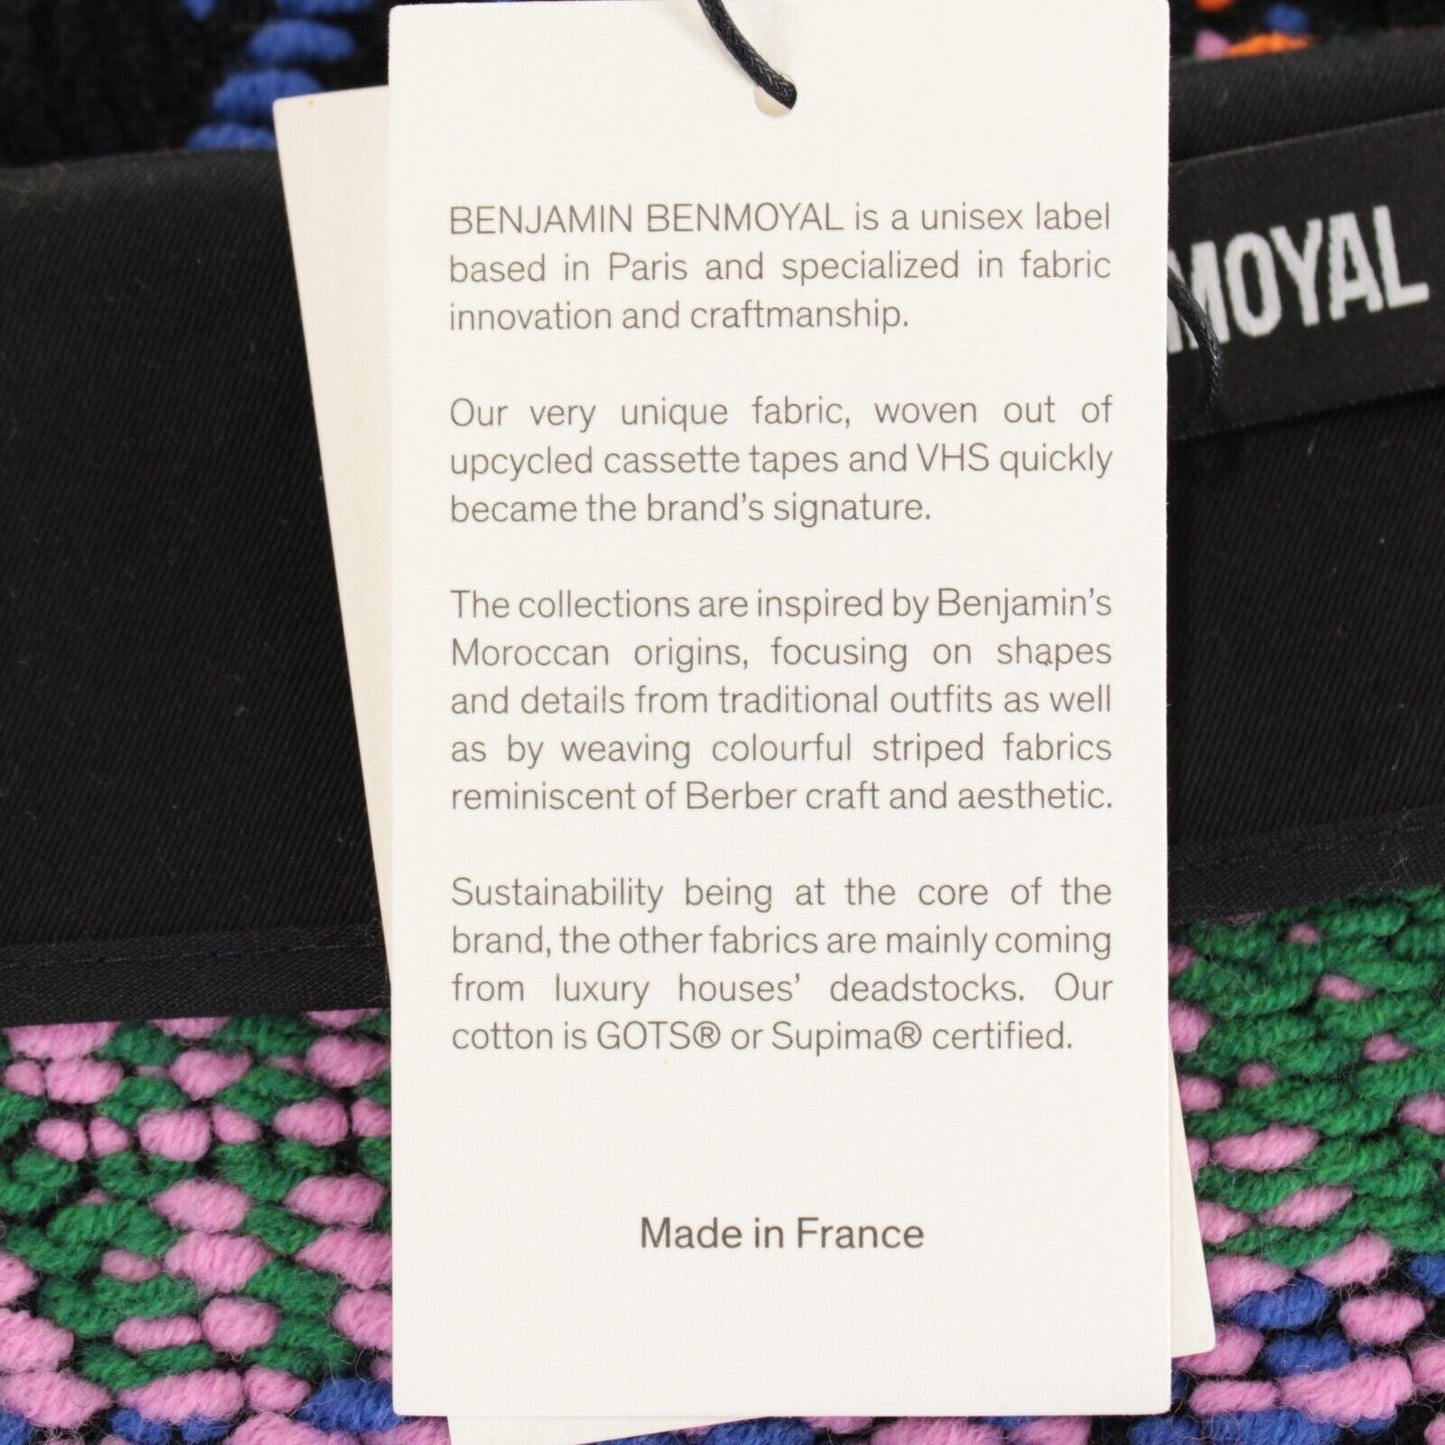 BENJAMIN BENMOYAL is a unisex label
based in Paris and specialized in fabric
innovation and craftmanship.
Our very unique fabric, woven out of
upcycled cassette tapes and VHS quickly
became the brand's signature.
The collections are inspired by Benjamin's
Moroccan origins, focusing on shapes
and details from traditional outfits as well
as by weaving colourful striped fabrics
reminiscent of Berber craft and aesthetic.
Sustainability being at the core of the
brand, the other fabrics are mainly coming
from luxury houses' deadstocks. Our
cotton is GOTS® or Supima® certified.
Made in France
MOYAL